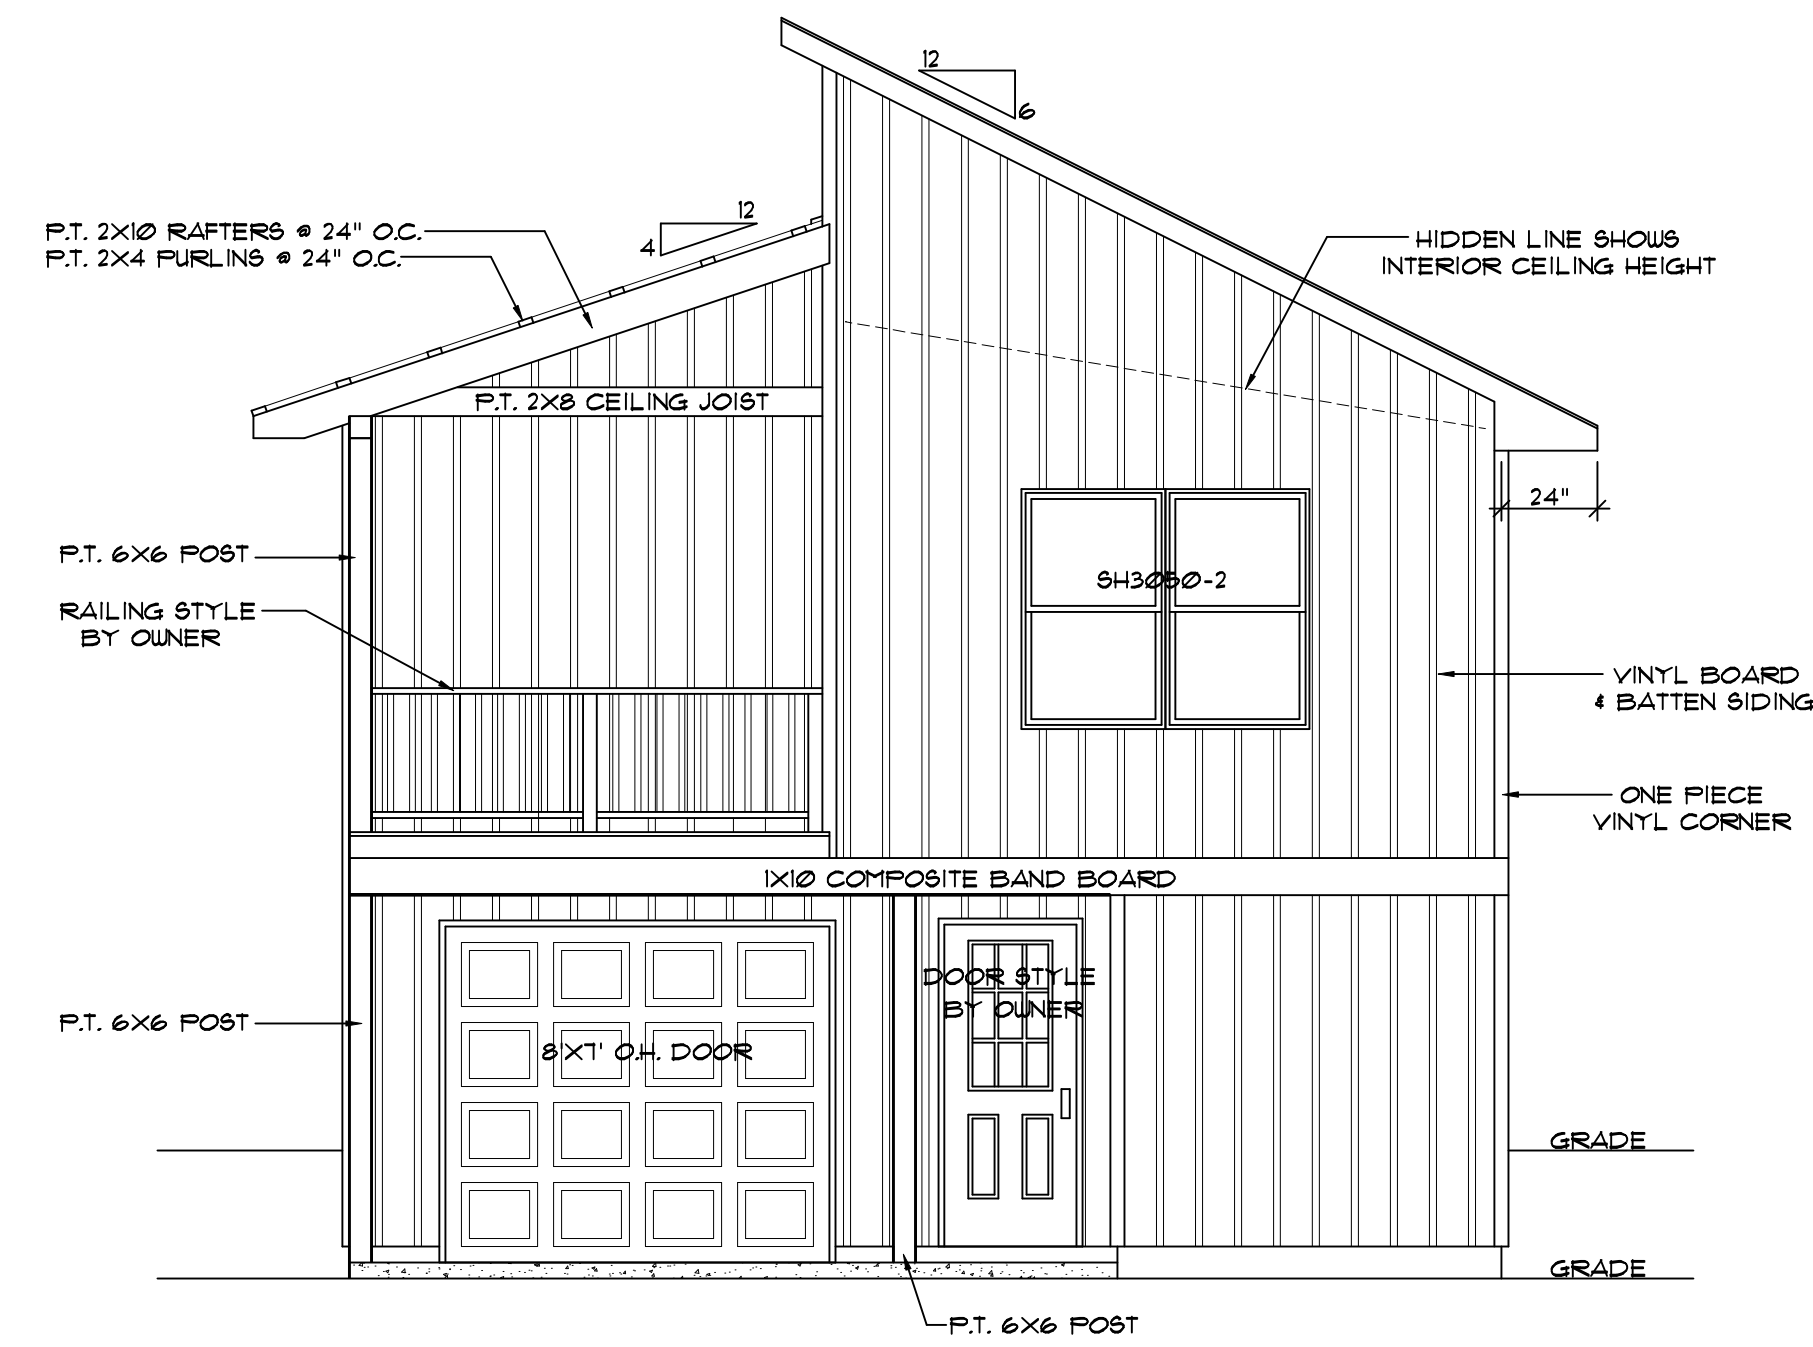 12
6
12
4
P.T. 2X10 RAFTERS @ 24" O.C.
P.T. 2X4 PURLINS @ 24" O.C.
HIDDEN LINE SHOWS
INTERIOR CEILING HEIGHT
P.T. 2X8 CEILING JOIST
24"
P.T. 6X6 POST
SH3050-2
RAILING STYLE
BY OWNER
VINYL BOARD
& BATTEN SIDING
ONE PIECE
VINYL CORNER
1X10 COMPOSITE BAND BOARD
DOOR STYLE
BY OWNER
P.T. 6X6 POST
8'X7' O.H. DOOR
GRADE
GRADE
P.T. 6X6 POST